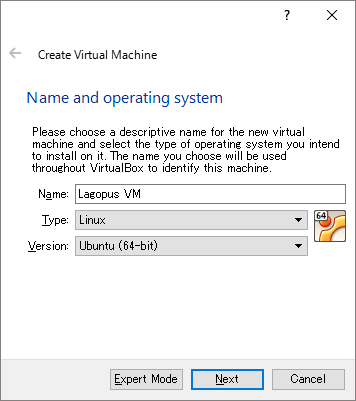 ?
Create Virtual Machine
Name and operating system
Please choose a descriptive name for the new virtual
machine and select the type of operating system you intend
to install on it. The name you choose will be used
throughout VirtualBox to identify this machine.
Name: Lagopus VM
Type: Linux 64
Version: Ubuntu (64-bit)
Expert Mode Next Cancel